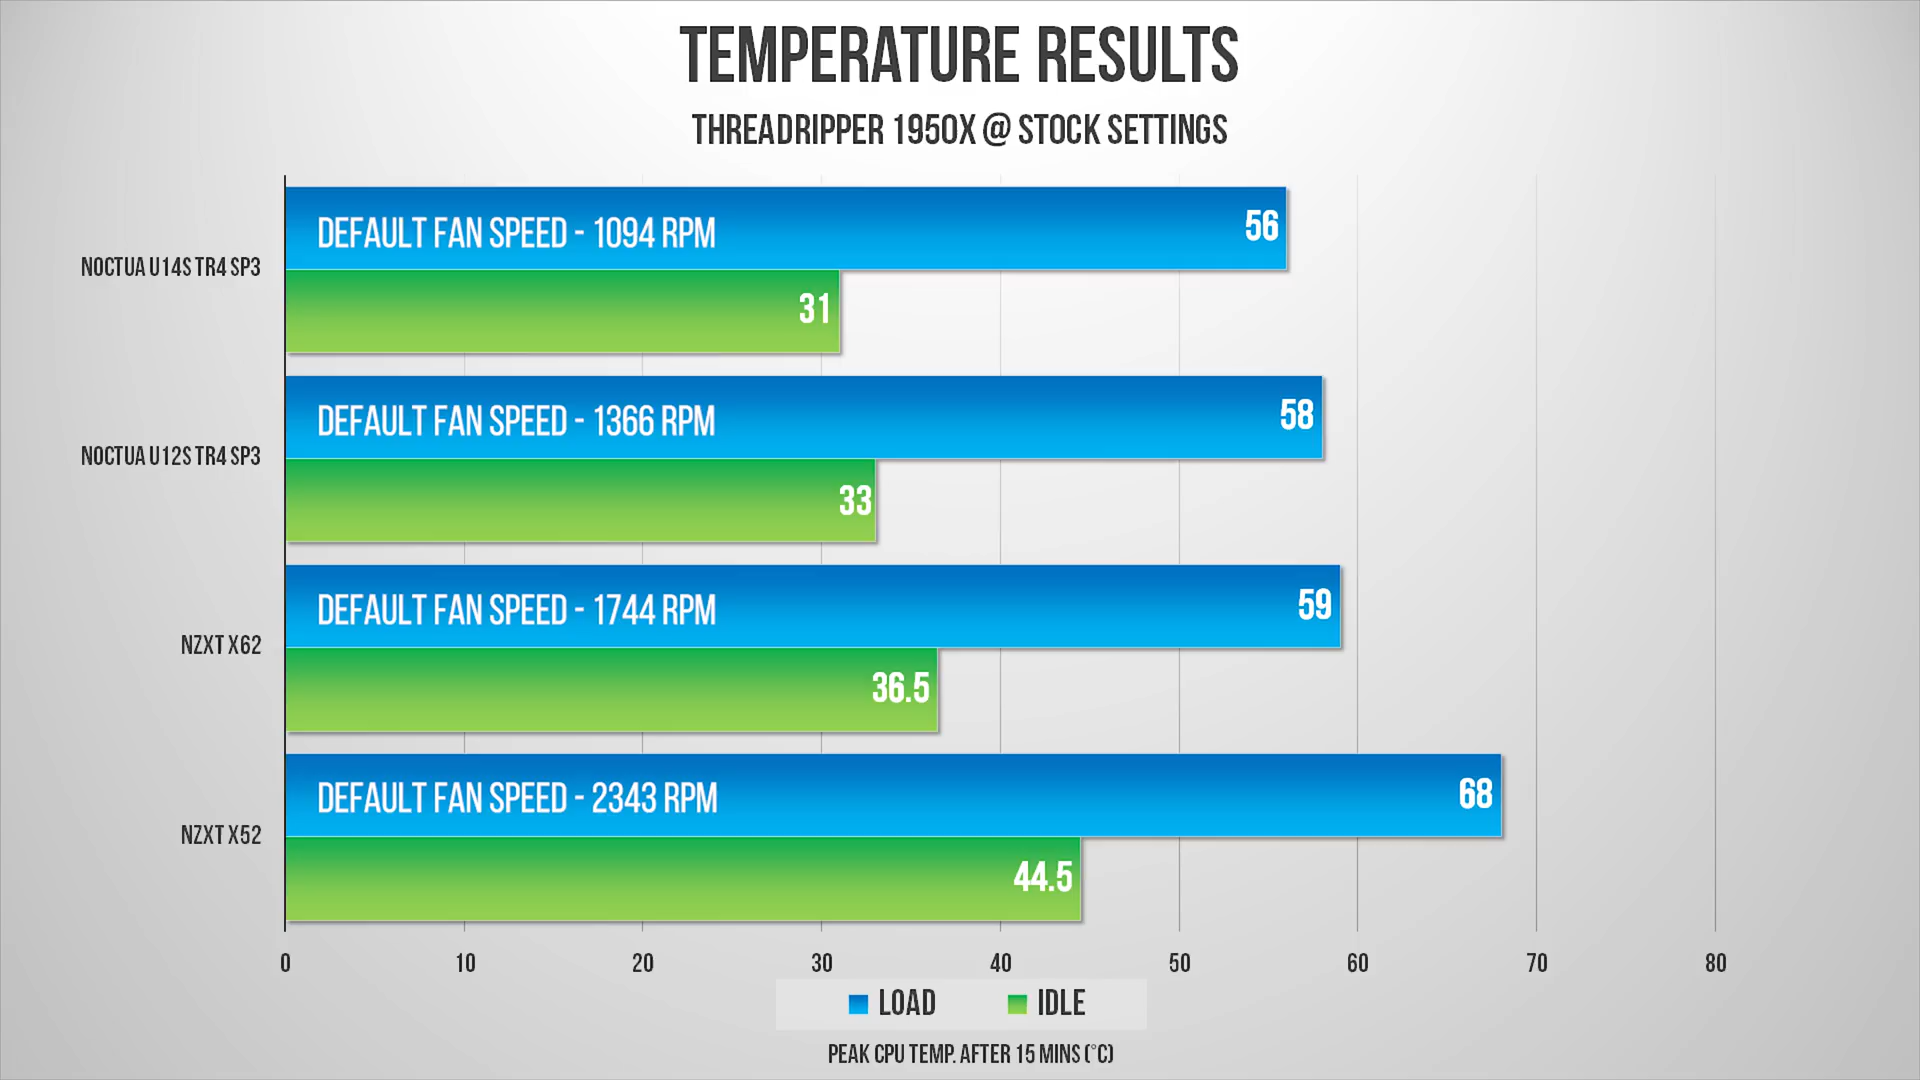 TEMPERATURE RESULTS
THREADRIPPER 1950X @ STOCK SETTINGS
NOCTUA U14S TR4 SP3
DEFAULT FAN SPEED - 1094 RPM
56
31
NOCTUA U12S TR4 SP3
DEFAULT FAN SPEED - 1366 RPM
58
33
NZXT X62
DEFAULT FAN SPEED - 1744 RPM
59
36.5
NZXT X52
DEFAULT FAN SPEED - 2343 RPM
68
44.5
0 10 20 30 40 50 60 70 80
LOAD IDLE
PEAK CPU TEMP. AFTER 15 MINS (°C)